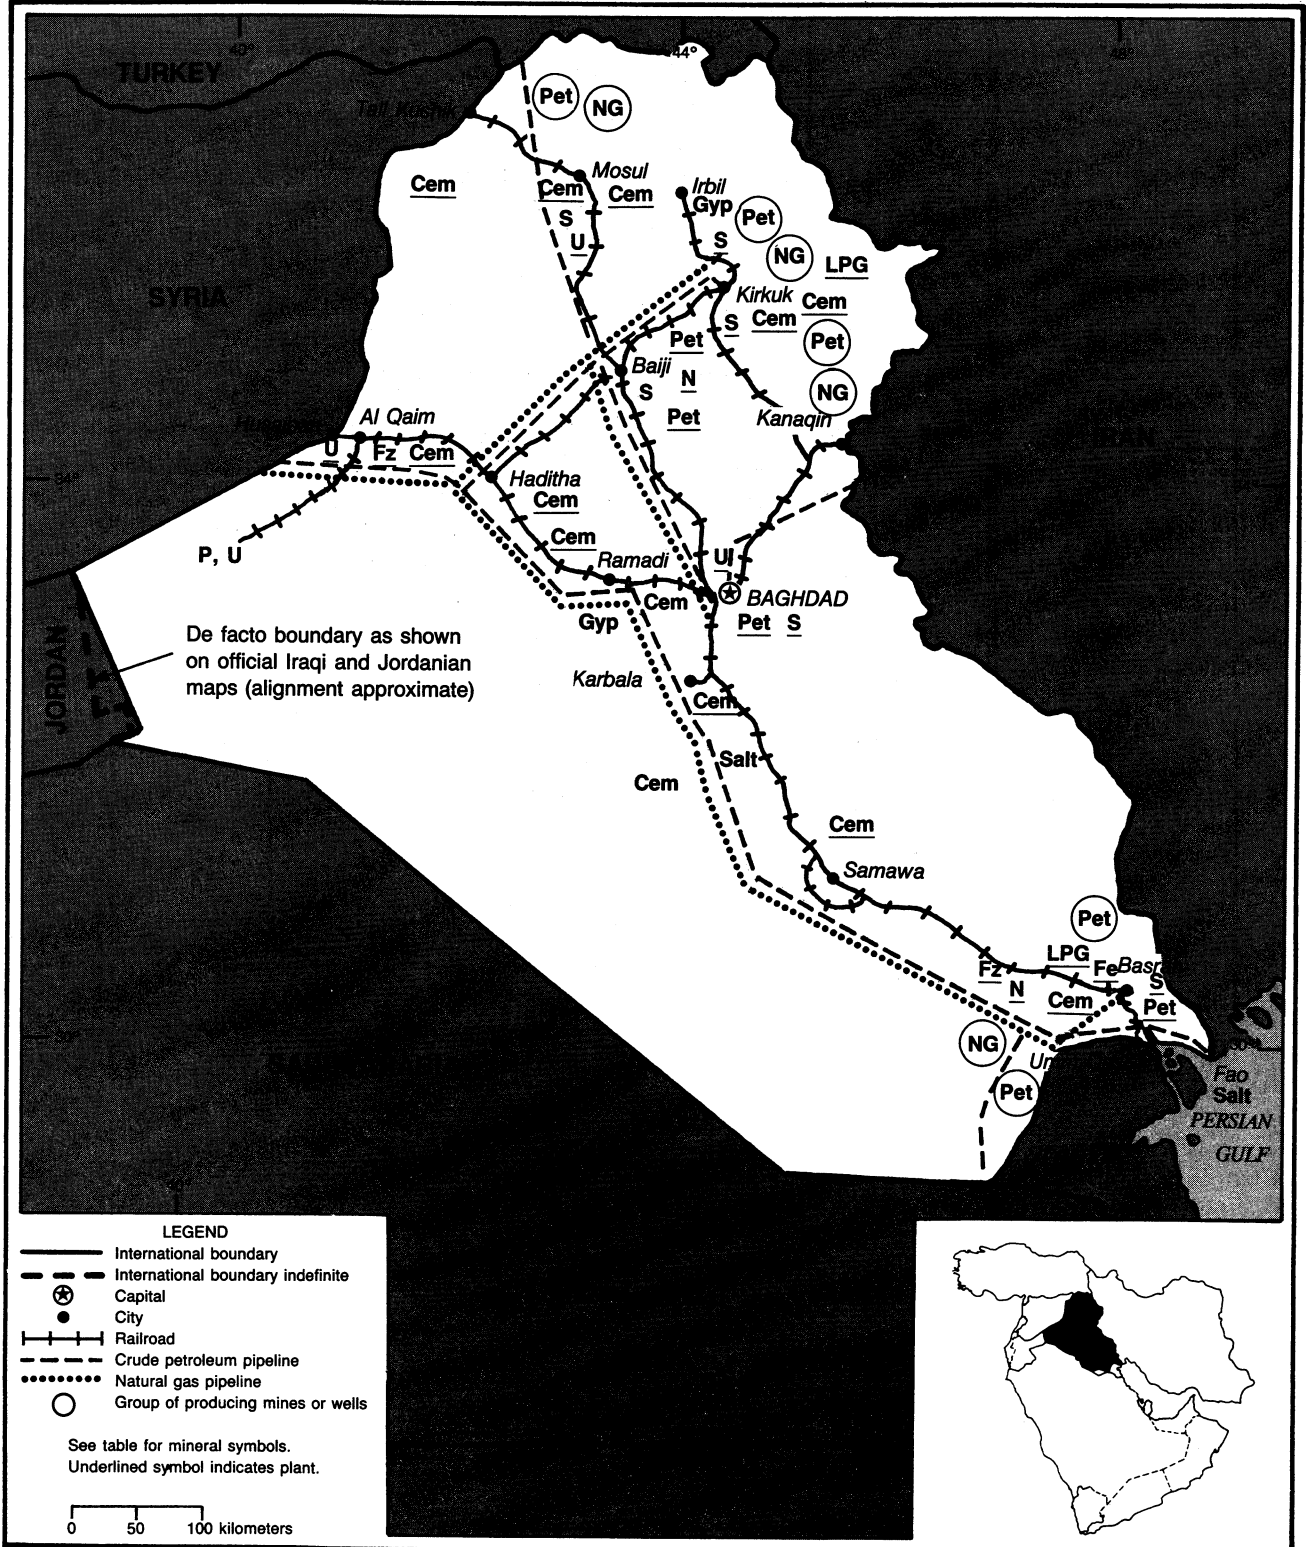 40°
44°
48°
TURKEY
Tall Kushik
Pet
NG
Mosul
Cem
Cem
Cem
Irbil
Gyp
Pet
S
U
S
NG
LPG
SYRIA
Kirkuk
Cem
S
Cem
Pet
Pet
Baiji
N
S
NG
Pet
Kanaqin
Al Qaim
U
Fz
Cem
34°
Haditha
Cem
Cem
P, U
Ramadi
U
Cem
BAGHDAD
Gyp
Pet
S
De facto boundary as shown
on official Iraqi and Jordanian
maps (alignment approximate)
JORDAN
Karbala
Cem
Salt
Cem
Cem
Samawa
Pet
LPG
Fz
Fe
Basra
N
S
Cem
Pet
NG
30°
30°
Pet
Fao
Salt
PERSIAN
GULF
LEGEND
International boundary
International boundary indefinite
Capital
City
Railroad
Crude petroleum pipeline
Natural gas pipeline
Group of producing mines or wells
See table for mineral symbols.
Underlined symbol indicates plant.
0 50 100 kilometers